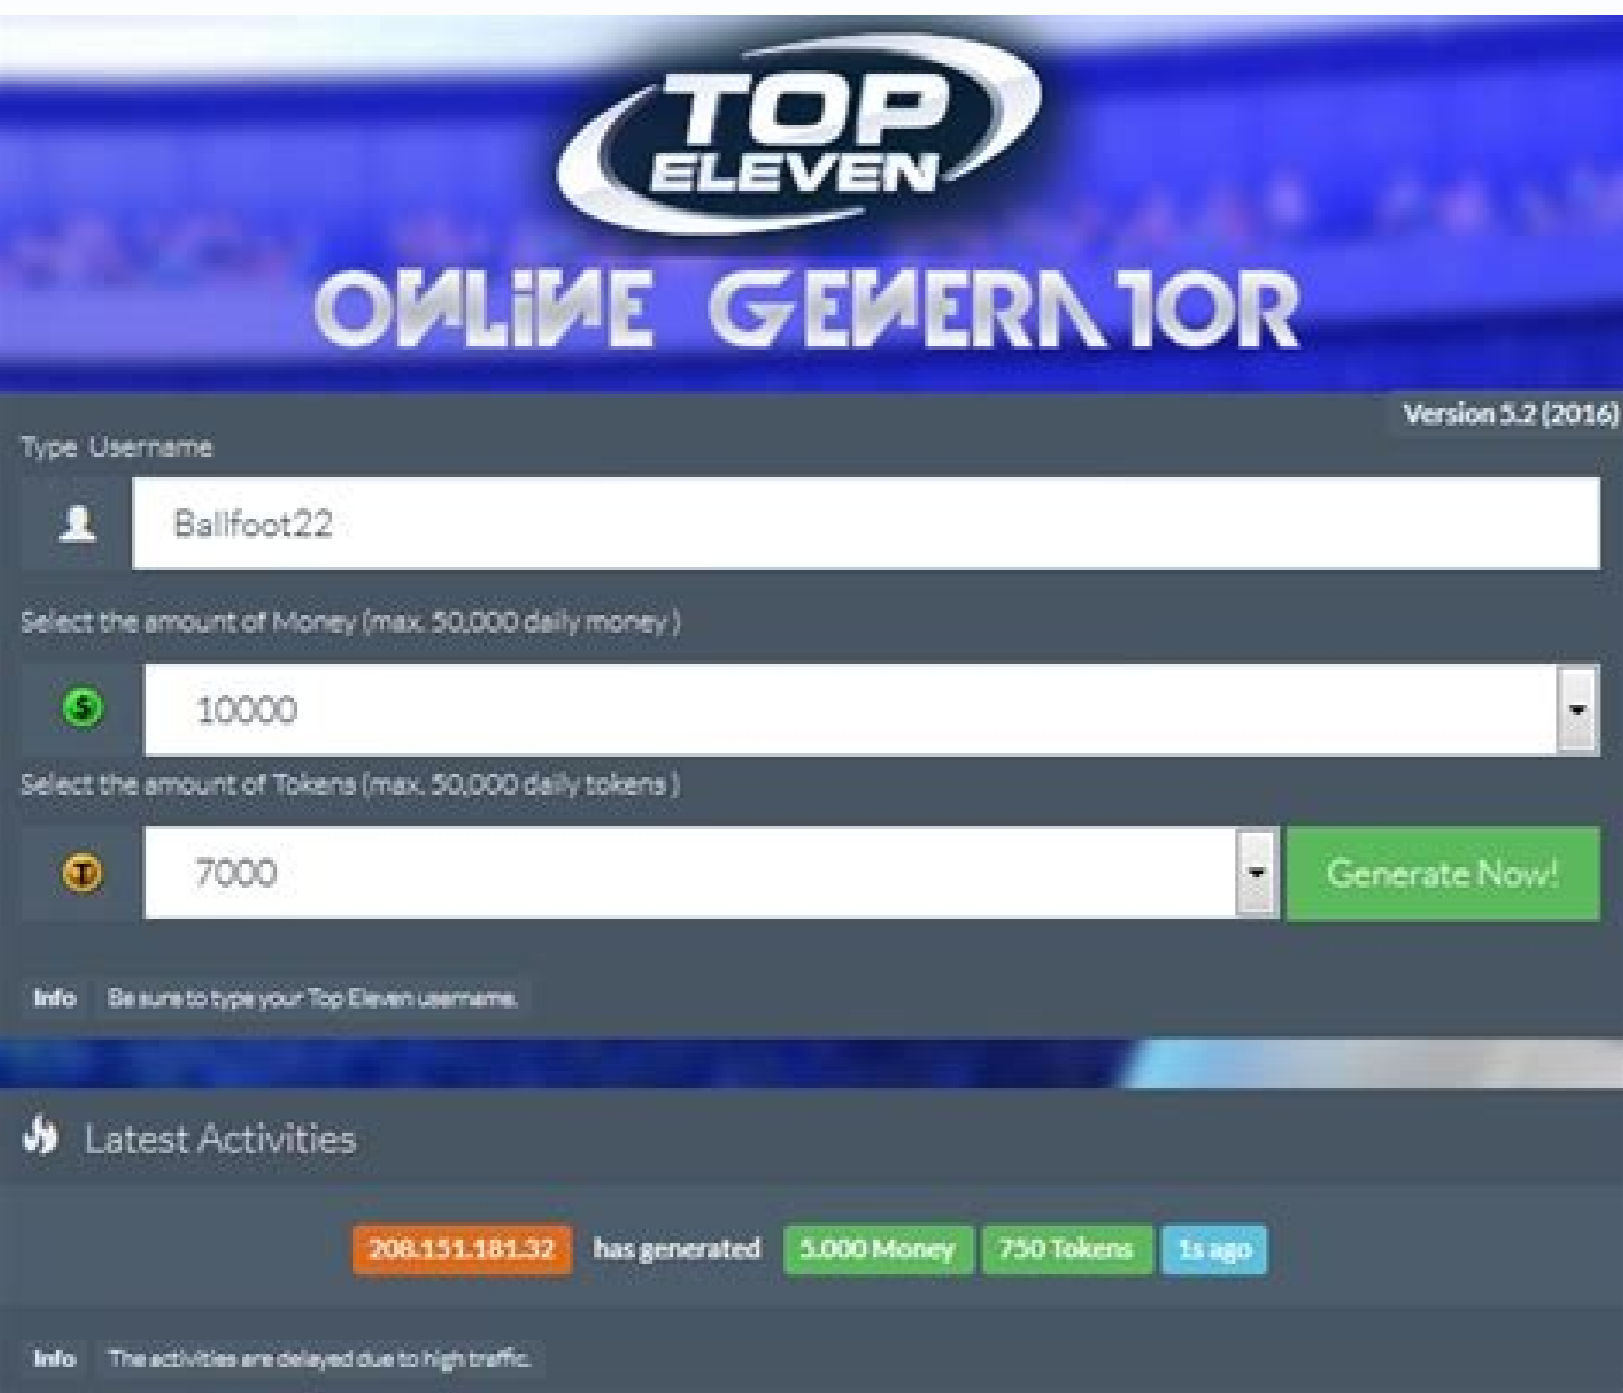 TOP
ELEVEN
ONLiNE GENERATOR
Version 5.2 (2016)
Type Username
Ballfoot22
Select the amount of Money (max. 50,000 daily money )
S
10000
Select the amount of Tokens (max. 50,000 daily tokens )
T
7000
Generate Now!
Info Be sure to type your Top Eleven username.
Latest Activities
208.151.181.32 has generated 5.000 Money 750 Tokens 1s ago
Info The activities are delayed due to high traffic.